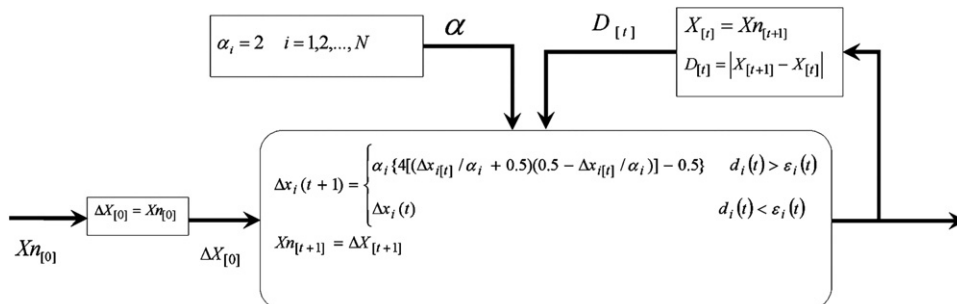 α_i = 2   i = 1,2,..., N
α
D_[t]
X_[t] = Xn_[t+1]
D_[t] = |X_[t+1] − X_[t]|
Δx_i(t+1) = { α_i{4[(Δx_i[t] / α_i + 0.5)(0.5 − Δx_i[t] / α_i)] − 0.5}   d_i(t) > ε_i(t)
Δx_i(t)   d_i(t) < ε_i(t)
Xn_[t+1] = ΔX_[t+1]
ΔX_[0] = Xn_[0]
Xn_[0]
ΔX_[0]